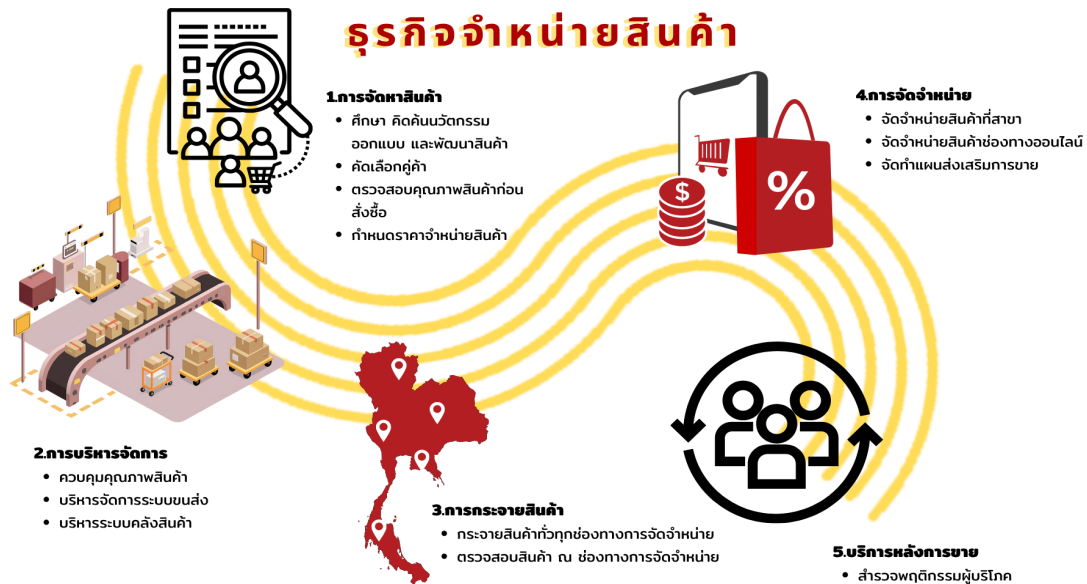 ธุรกิจจำหน่ายสินค้า
1.การจัดหาสินค้า
• ศึกษา คิดค้นนวัตกรรม
ออกแบบ และพัฒนาสินค้า
• คัดเลือกคู่ค้า
• ตรวจสอบคุณภาพสินค้าก่อน
สั่งซื้อ
• กำหนดราคาจำหน่ายสินค้า
2.การบริหารจัดการ
• ควบคุมคุณภาพสินค้า
• บริหารจัดการระบบขนส่ง
• บริหารระบบคลังสินค้า
3.การกระจายสินค้า
• กระจายสินค้าทั่วทุกช่องทางการจัดจำหน่าย
• ตรวจสอบสินค้า ณ ช่องทางการจัดจำหน่าย
4.การจัดจำหน่าย
• จัดจำหน่ายสินค้าที่สาขา
• จัดจำหน่ายสินค้าช่องทางออนไลน์
• จัดทำแผนส่งเสริมการขาย
$
%
5.บริการหลังการขาย
• สำรวจพฤติกรรมผู้บริโภค